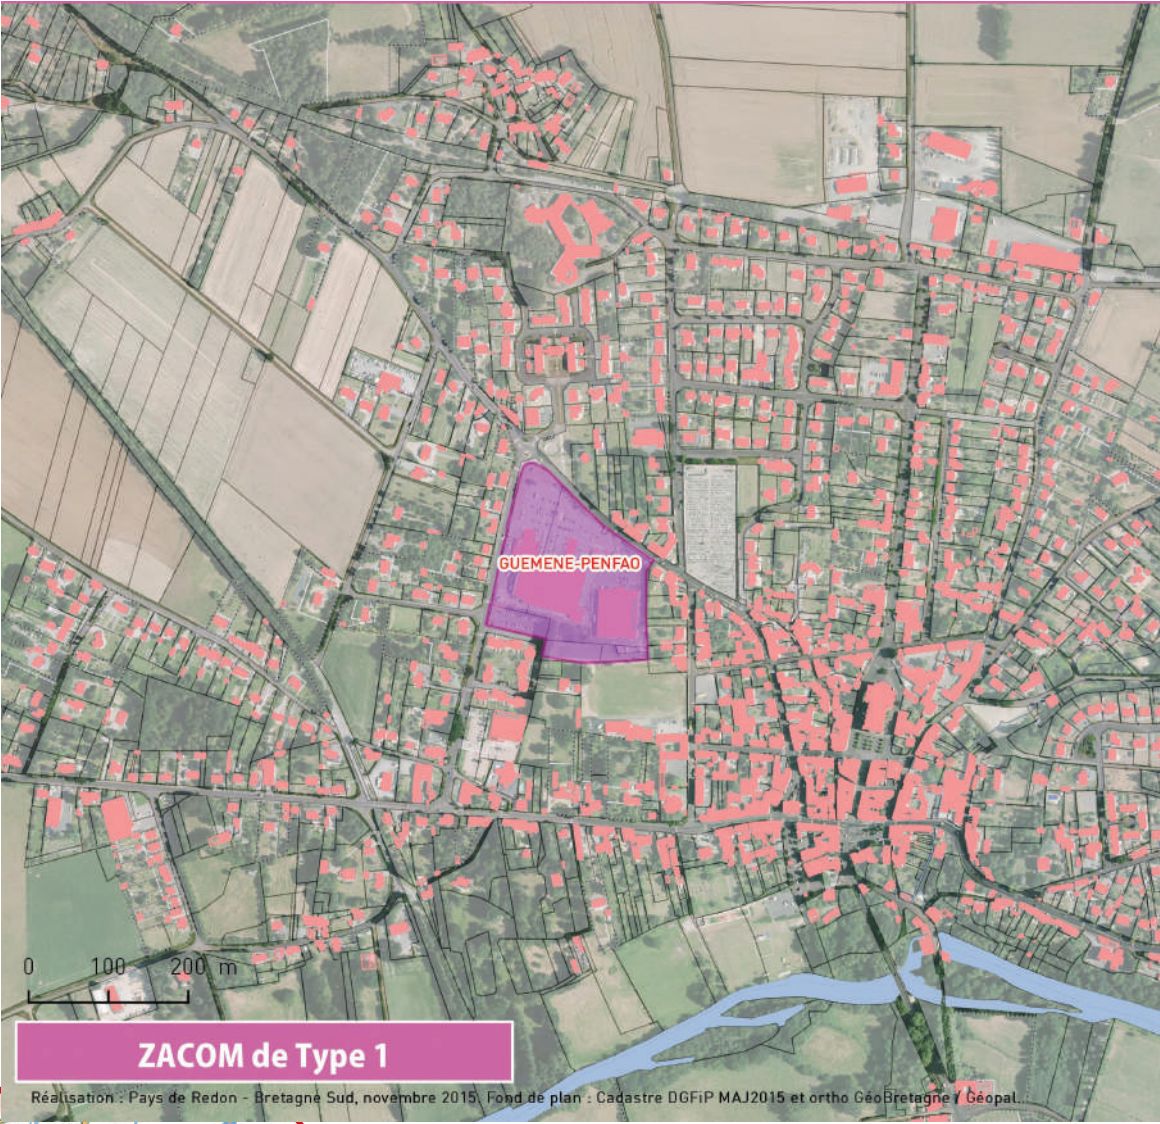 GUEMENE-PENFAO
0 100 200 m
ZACOM de Type 1
Réalisation : Pays de Redon - Bretagne Sud, novembre 2015. Fond de plan : Cadastre DGFiP MAJ2015 et ortho GéoBretagne / Géopal...